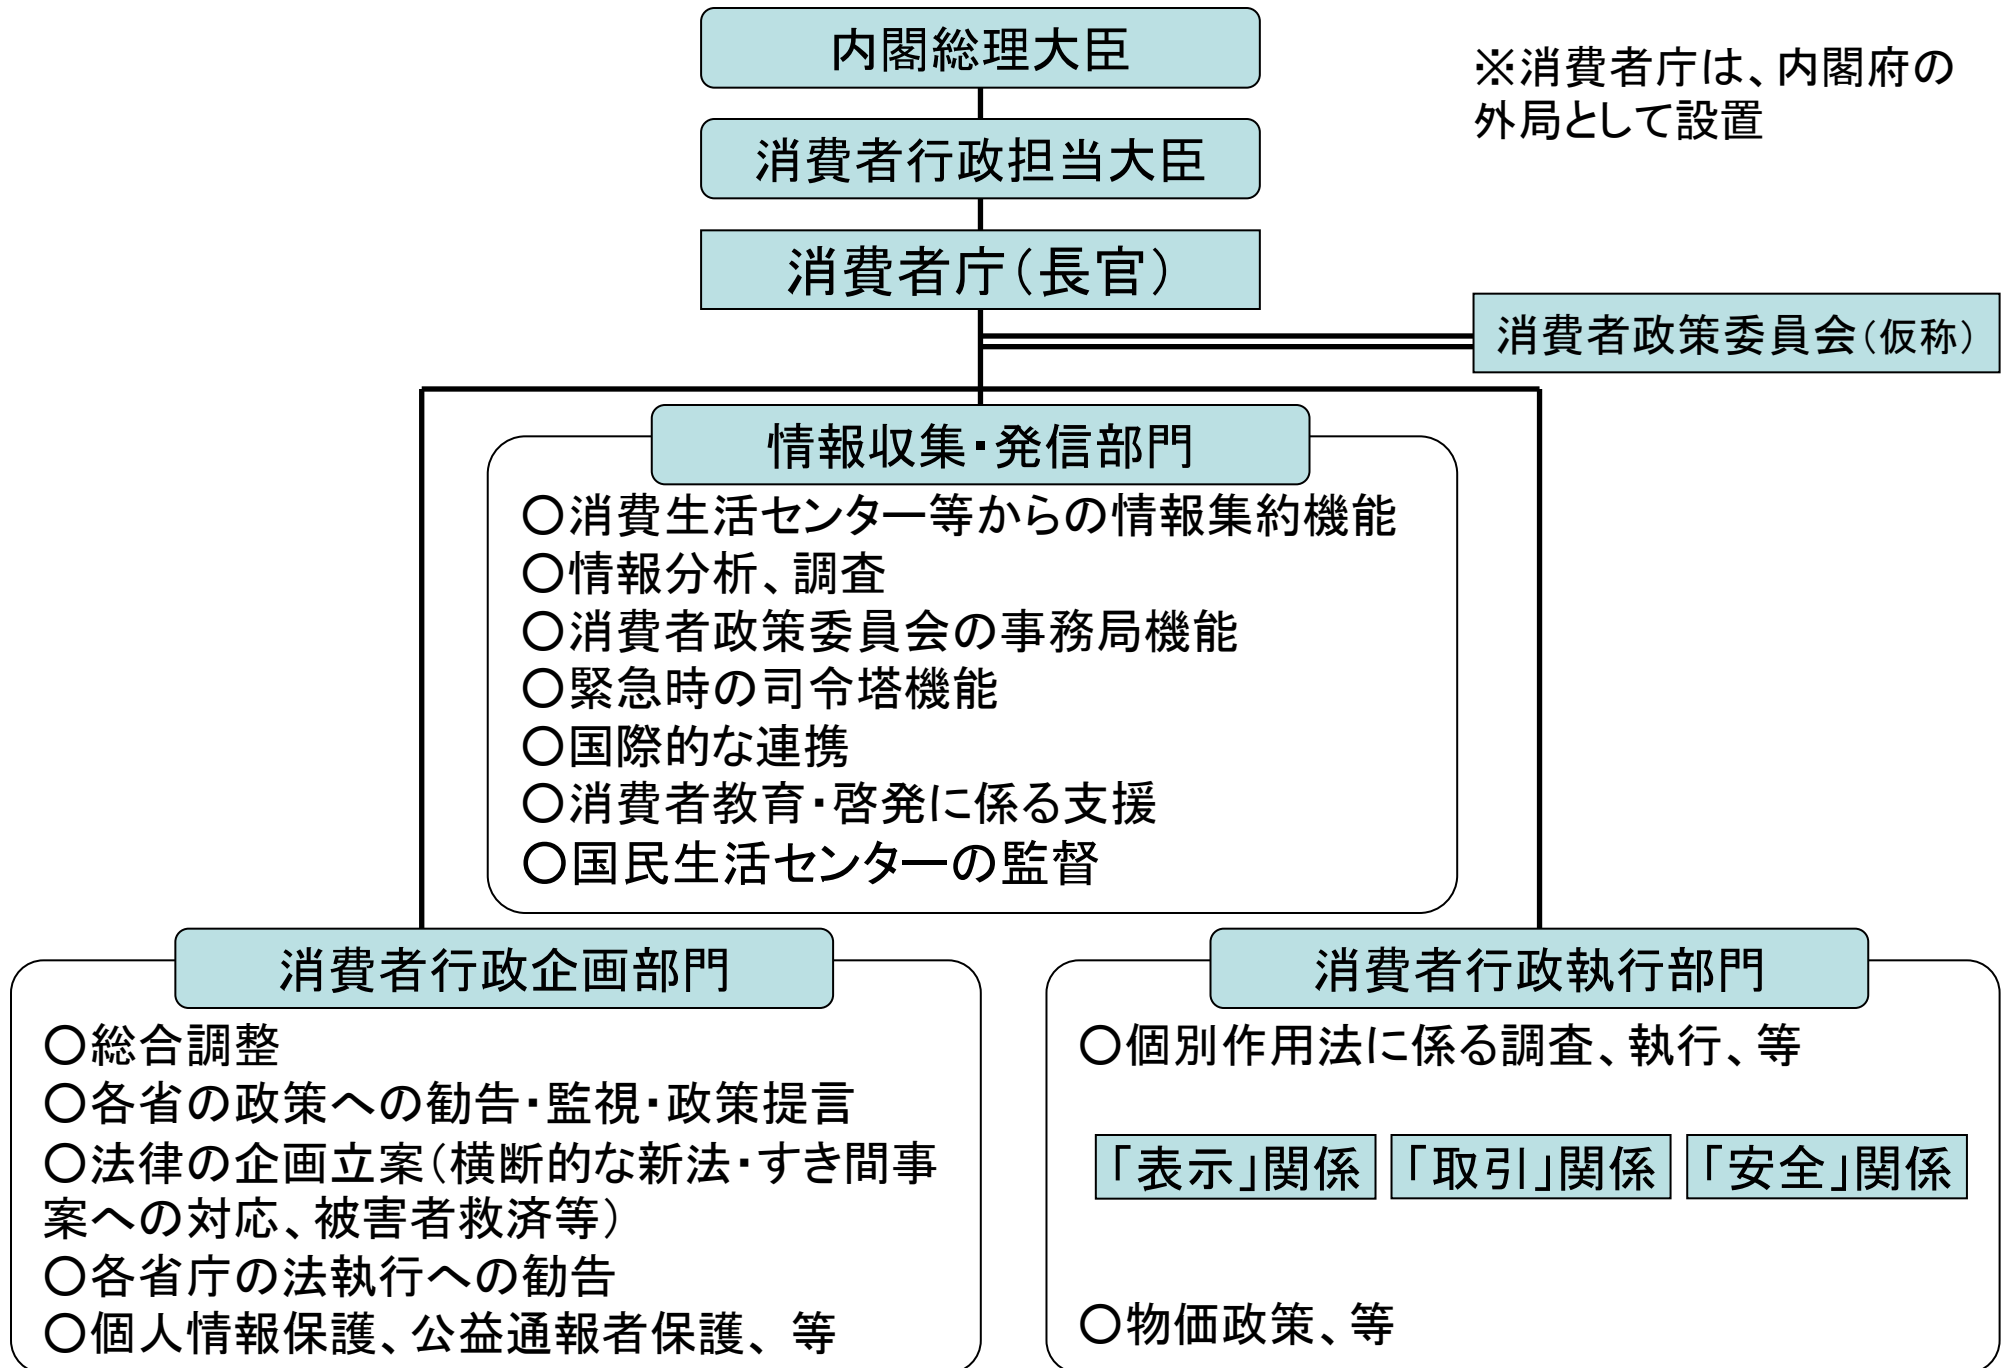 内閣総理大臣
※消費者庁は、内閣府の
外局として設置
消費者行政担当大臣
消費者庁（長官）
消費者政策委員会（仮称）
情報収集・発信部門
○消費生活センター等からの情報集約機能
○情報分析、調査
○消費者政策委員会の事務局機能
○緊急時の司令塔機能
○国際的な連携
○消費者教育・啓発に係る支援
○国民生活センターの監督
消費者行政企画部門
○総合調整
○各省の政策への勧告・監視・政策提言
○法律の企画立案（横断的な新法・すき間事
案への対応、被害者救済等）
○各省庁の法執行への勧告
○個人情報保護、公益通報者保護、等
消費者行政執行部門
○個別作用法に係る調査、執行、等
「表示」関係 「取引」関係 「安全」関係
○物価政策、等